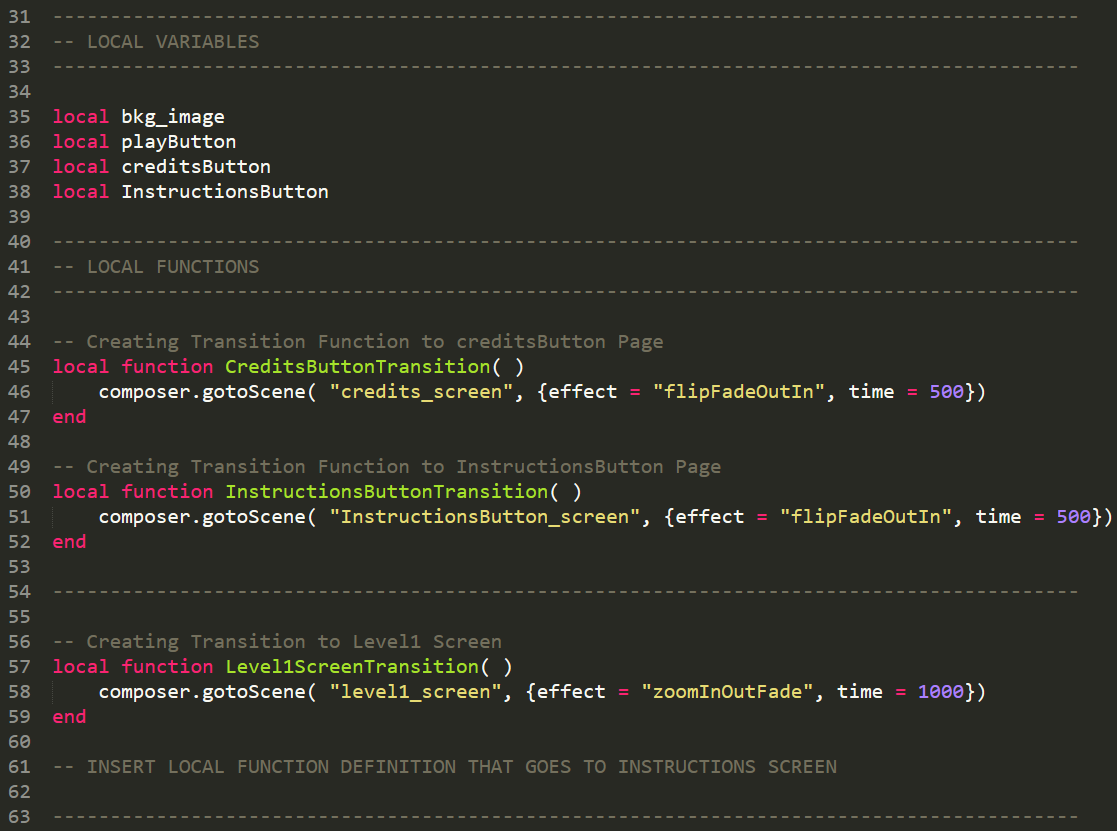 31 -----------------------------------------------------------------------------------------
32 -- LOCAL VARIABLES
33 -----------------------------------------------------------------------------------------
34
35 local bkg_image
36 local playButton
37 local creditsButton
38 local InstructionsButton
39
40 -----------------------------------------------------------------------------------------
41 -- LOCAL FUNCTIONS
42 -----------------------------------------------------------------------------------------
43
44 -- Creating Transition Function to creditsButton Page
45 local function CreditsButtonTransition( )
46     composer.gotoScene( "credits_screen", {effect = "flipFadeOutIn", time = 500})
47 end
48
49 -- Creating Transition Function to InstructionsButton Page
50 local function InstructionsButtonTransition( )
51     composer.gotoScene( "InstructionsButton_screen", {effect = "flipFadeOutIn", time = 500})
52 end
53
54 -----------------------------------------------------------------------------------------
55
56 -- Creating Transition to Level1 Screen
57 local function Level1ScreenTransition( )
58     composer.gotoScene( "level1_screen", {effect = "zoomInOutFade", time = 1000})
59 end
60
61 -- INSERT LOCAL FUNCTION DEFINITION THAT GOES TO INSTRUCTIONS SCREEN
62
63 -----------------------------------------------------------------------------------------